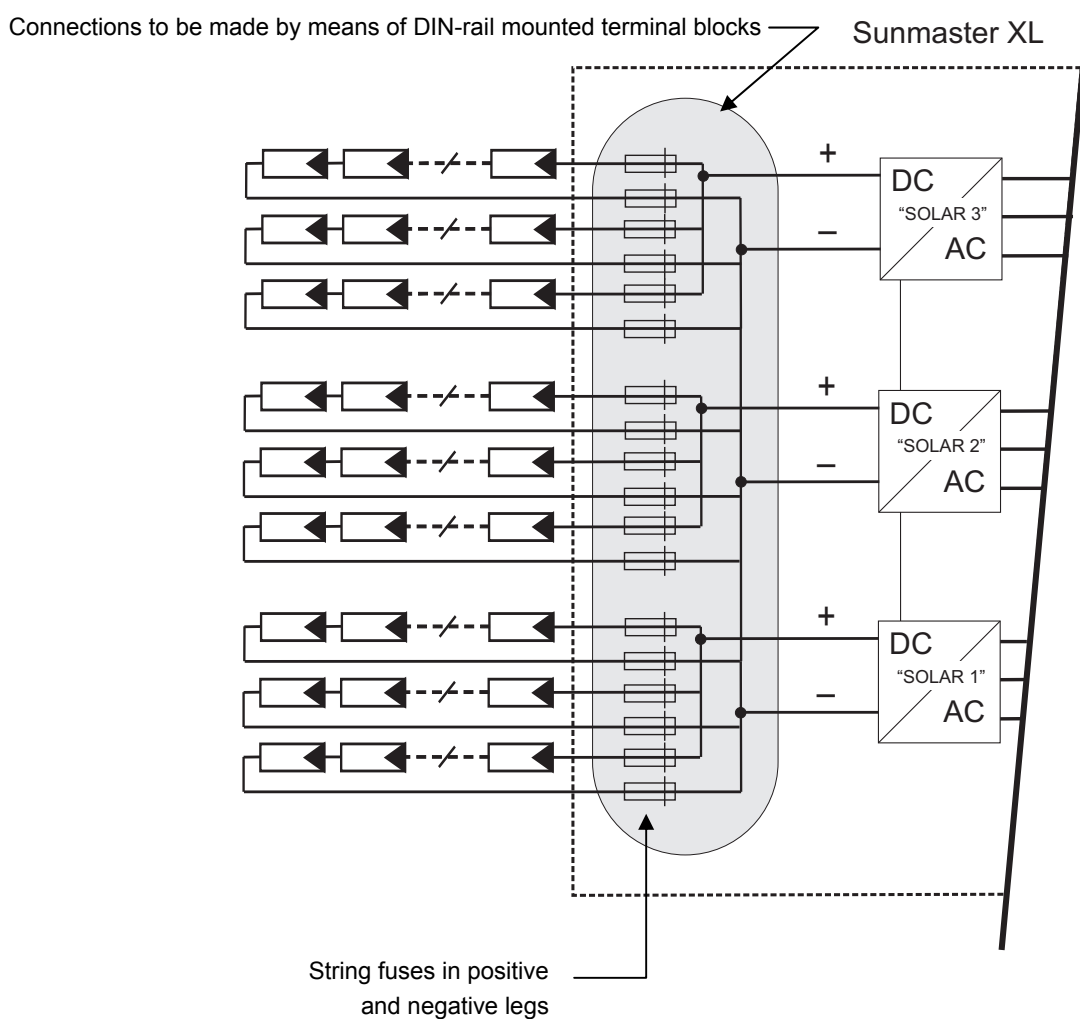 Connections to be made by means of DIN-rail mounted terminal blocks
Sunmaster XL
+
DC
“SOLAR 3”
–
AC
+
DC
“SOLAR 2”
–
AC
+
DC
“SOLAR 1”
–
AC
String fuses in positive
and negative legs